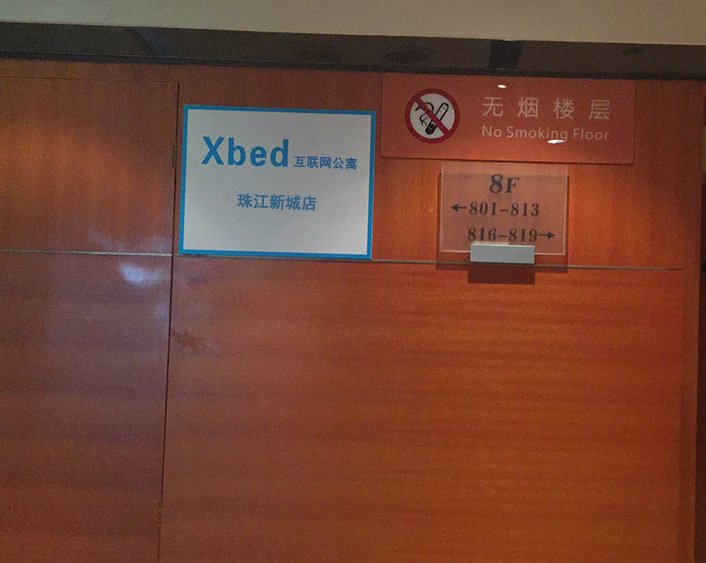 Xbed 互联网公寓
珠江新城店
无烟楼层
No Smoking Floor
8F
←801-813
816-819→